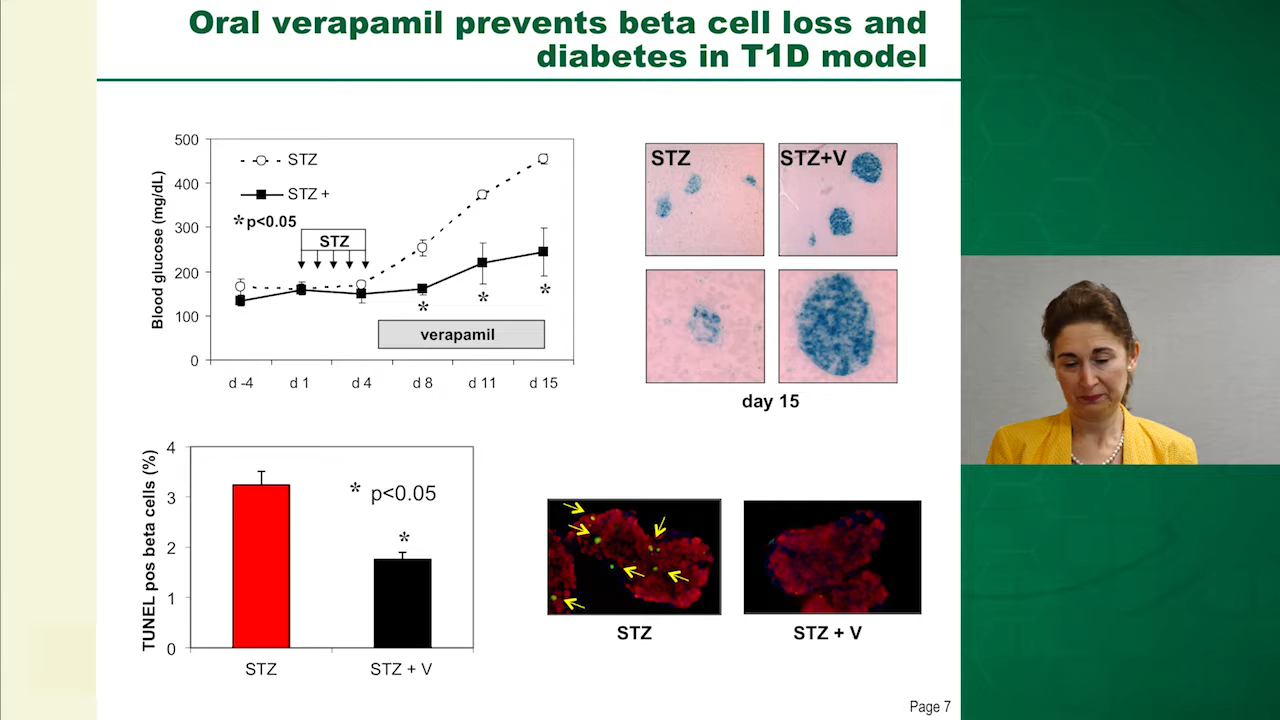 Oral verapamil prevents beta cell loss and
diabetes in T1D model
Blood glucose (mg/dL)
500
400
300
200
100
0
STZ
STZ +
*p<0.05
STZ
*
*
*
verapamil
d -4
d 1
d 4
d 8
d 11
d 15
STZ
STZ+V
day 15
TUNEL pos beta cells (%)
4
3
2
1
0
* p<0.05
*
STZ
STZ + V
STZ
STZ + V
Page 7